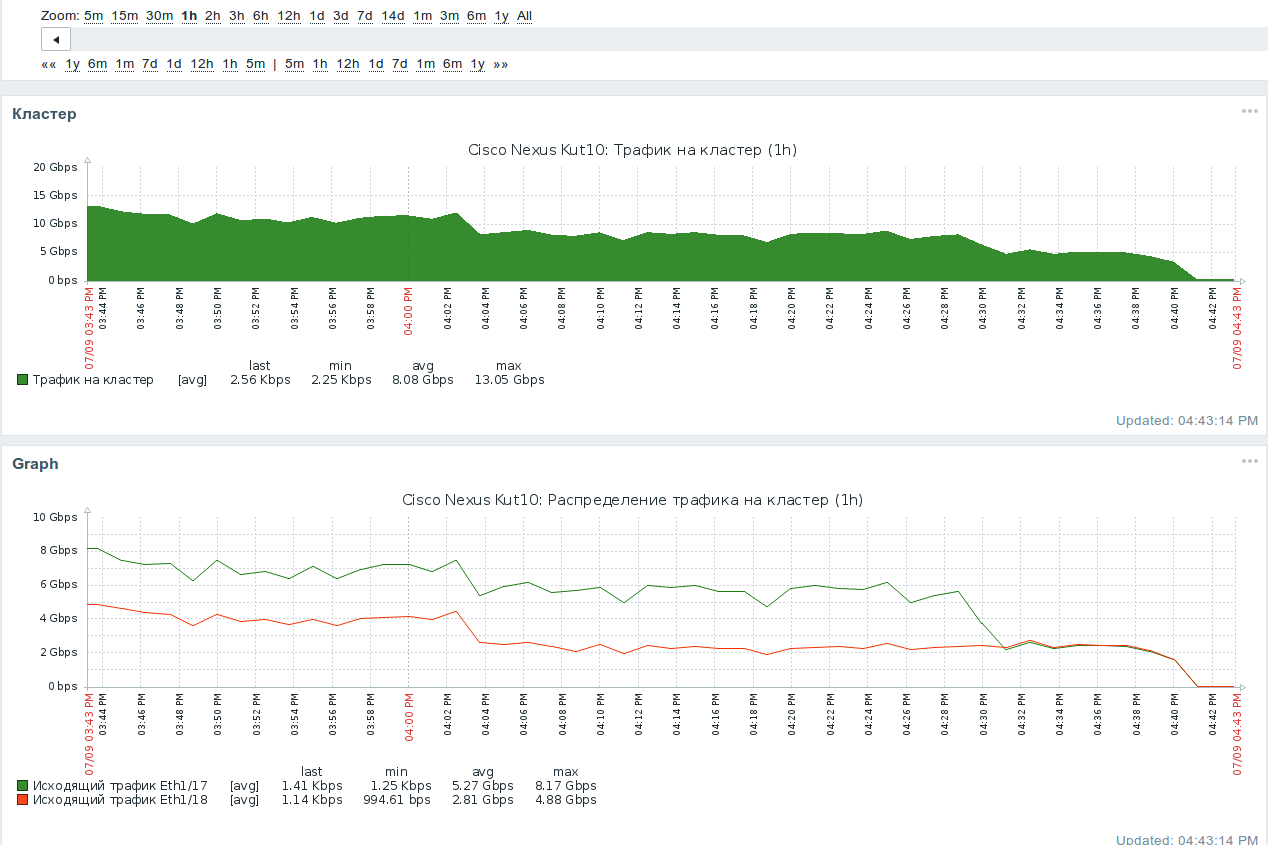 Zoom: 5m 15m 30m 1h 2h 3h 6h 12h 1d 3d 7d 14d 1m 3m 6m 1y All
«« 1y 6m 1m 7d 1d 12h 1h 5m | 5m 1h 12h 1d 7d 1m 6m 1y »»
Кластер
Cisco Nexus Kut10: Трафик на кластер (1h)
20 Gbps
15 Gbps
10 Gbps
5 Gbps
0 bps
07/09 03:43 PM 03:44 PM 03:46 PM 03:48 PM 03:50 PM 03:52 PM 03:54 PM 03:56 PM 03:58 PM 04:00 PM 04:02 PM 04:04 PM 04:06 PM 04:08 PM 04:10 PM 04:12 PM 04:14 PM 04:16 PM 04:18 PM 04:20 PM 04:22 PM 04:24 PM 04:26 PM 04:28 PM 04:30 PM 04:32 PM 04:34 PM 04:36 PM 04:38 PM 04:40 PM 04:42 PM 07/09 04:43 PM
last min avg max
Трафик на кластер [avg] 2.56 Kbps 2.25 Kbps 8.08 Gbps 13.05 Gbps
Updated: 04:43:14 PM
Graph
Cisco Nexus Kut10: Распределение трафика на кластер (1h)
10 Gbps
8 Gbps
6 Gbps
4 Gbps
2 Gbps
0 bps
07/09 03:43 PM 03:44 PM 03:46 PM 03:48 PM 03:50 PM 03:52 PM 03:54 PM 03:56 PM 03:58 PM 04:00 PM 04:02 PM 04:04 PM 04:06 PM 04:08 PM 04:10 PM 04:12 PM 04:14 PM 04:16 PM 04:18 PM 04:20 PM 04:22 PM 04:24 PM 04:26 PM 04:28 PM 04:30 PM 04:32 PM 04:34 PM 04:36 PM 04:38 PM 04:40 PM 04:42 PM 07/09 04:43 PM
last min avg max
Исходящий трафик Eth1/17 [avg] 1.41 Kbps 1.25 Kbps 5.27 Gbps 8.17 Gbps
Исходящий трафик Eth1/18 [avg] 1.14 Kbps 994.61 bps 2.81 Gbps 4.88 Gbps
Updated: 04:43:14 PM